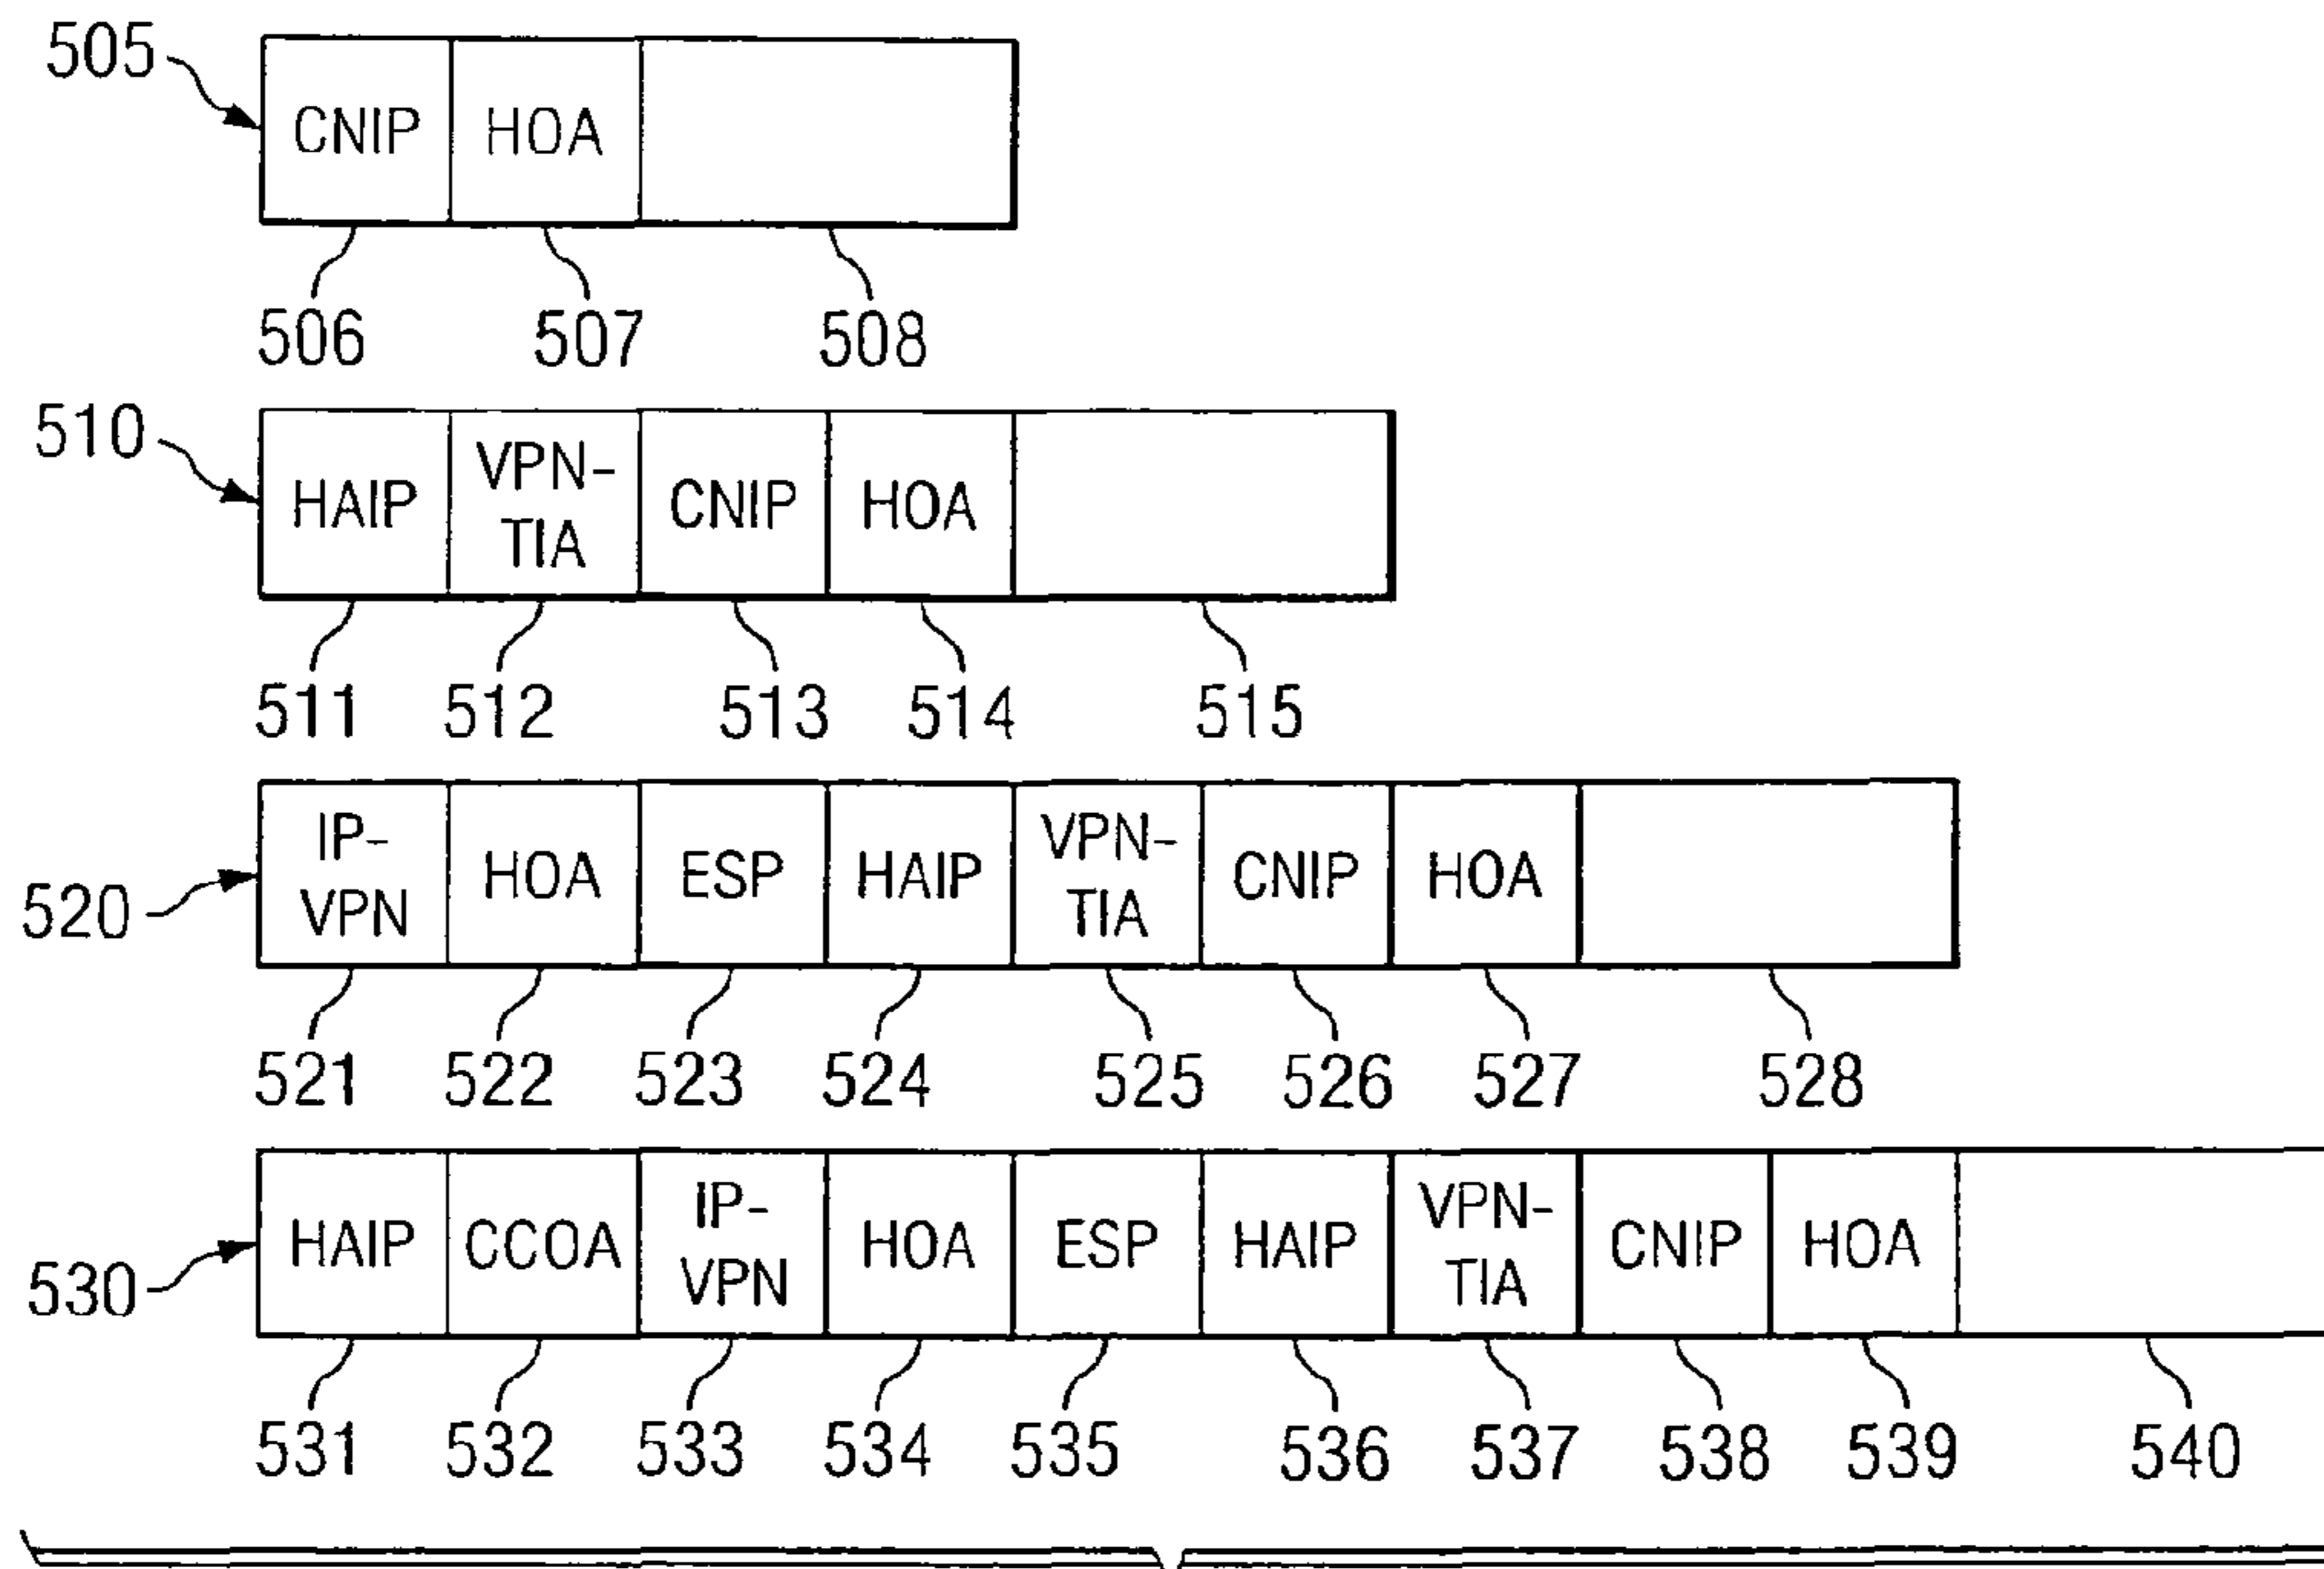 505
CNIP HOA
506 507 508
510
HAIP VPN- CNIP HOA
TIA
511 512 513 514 515
520
IP- HOA ESP HAIP VPN- CNIP HOA
VPN TIA
521 522 523 524 525 526 527 528
530
HAIP CCOA IP- HOA ESP HAIP VPN- CNIP HOA
VPN TIA
531 532 533 534 535 536 537 538 539 540